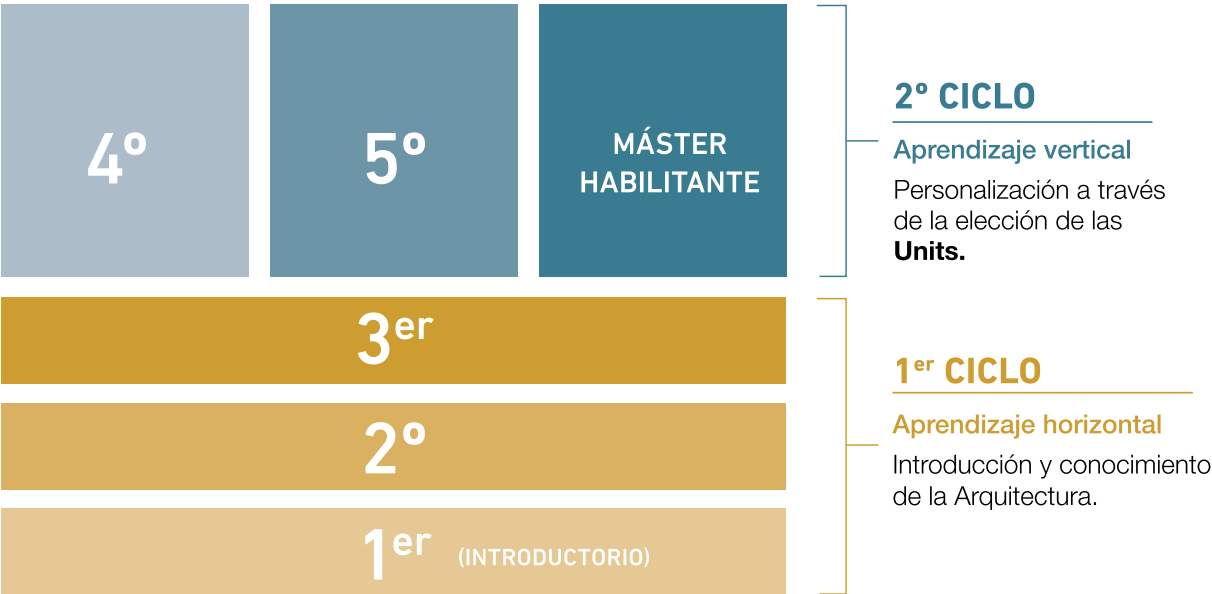 4º
5º
MÁSTER
HABILITANTE
2º CICLO
Aprendizaje vertical
Personalización a través
de la elección de las
Units.
3er
2º
1er (INTRODUCTORIO)
1er CICLO
Aprendizaje horizontal
Introducción y conocimiento
de la Arquitectura.